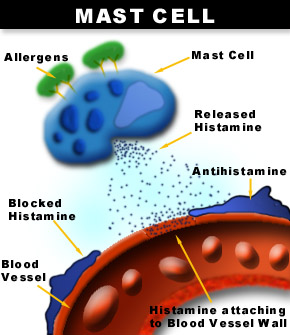 MAST CELL
Allergens
Mast Cell
Released
Histamine
Antihistamine
Blocked
Histamine
Blood
Vessel
Histamine attaching
to Blood Vessel Wall